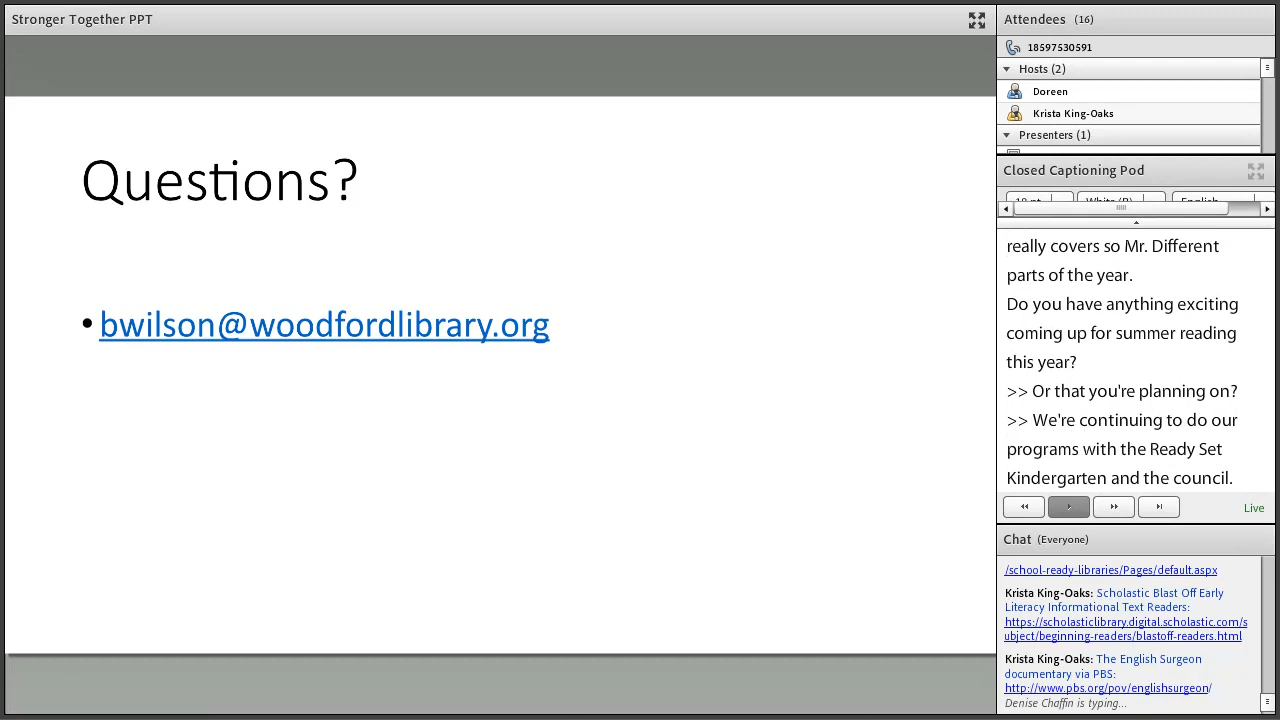 Stronger Together PPT
Questions?
• bwilson@woodfordlibrary.org
Attendees (16)
18597530591
Hosts (2)
Doreen
Krista King-Oaks
Presenters (1)
Closed Captioning Pod
18 pt
White (B)
English
really covers so Mr. Different
parts of the year.
Do you have anything exciting
coming up for summer reading
this year?
>> Or that you're planning on?
>> We're continuing to do our
programs with the Ready Set
Kindergarten and the council.
Live
Chat (Everyone)
/school-ready-libraries/Pages/default.aspx
Krista King-Oaks: Scholastic Blast Off Early
Literacy Informational Text Readers:
https://scholasticlibrary.digital.scholastic.com/s
ubject/beginning-readers/blastoff-readers.html
Krista King-Oaks: The English Surgeon
documentary via PBS:
http://www.pbs.org/pov/englishsurgeon/
Denise Chaffin is typing...